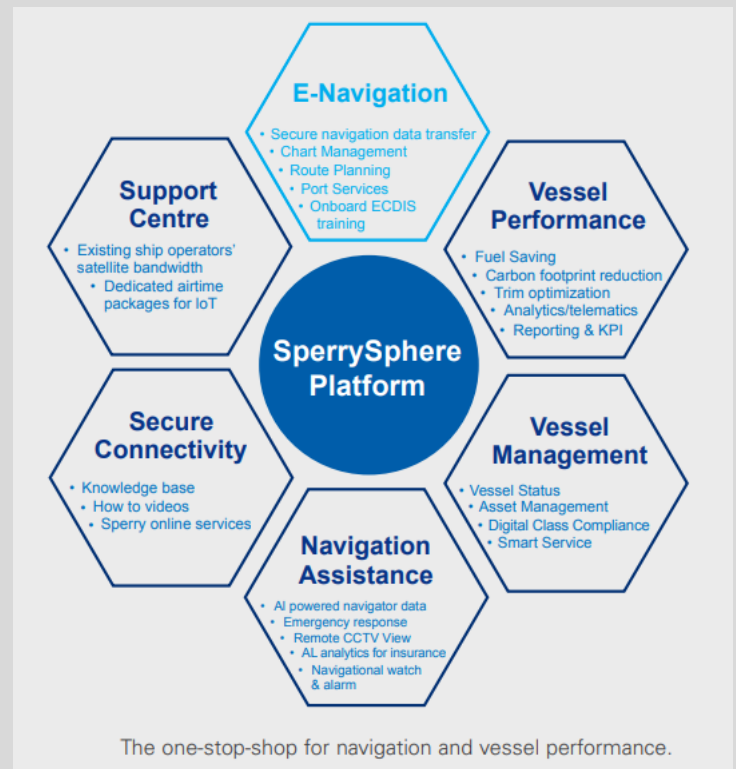 E-Navigation
• Secure navigation data transfer
• Chart Management
• Route Planning
• Port Services
• Onboard ECDIS
training
Support
Centre
• Existing ship operators'
satellite bandwidth
• Dedicated airtime
packages for IoT
Vessel
Performance
• Fuel Saving
• Carbon footprint reduction
• Trim optimization
• Analytics/telematics
• Reporting & KPI
SperrySphere
Platform
Secure
Connectivity
• Knowledge base
• How to videos
• Sperry online services
Vessel
Management
• Vessel Status
• Asset Management
• Digital Class Compliance
• Smart Service
Navigation
Assistance
• AI powered navigator data
• Emergency response
• Remote CCTV View
• AL analytics for insurance
• Navigational watch
& alarm
The one-stop-shop for navigation and vessel performance.